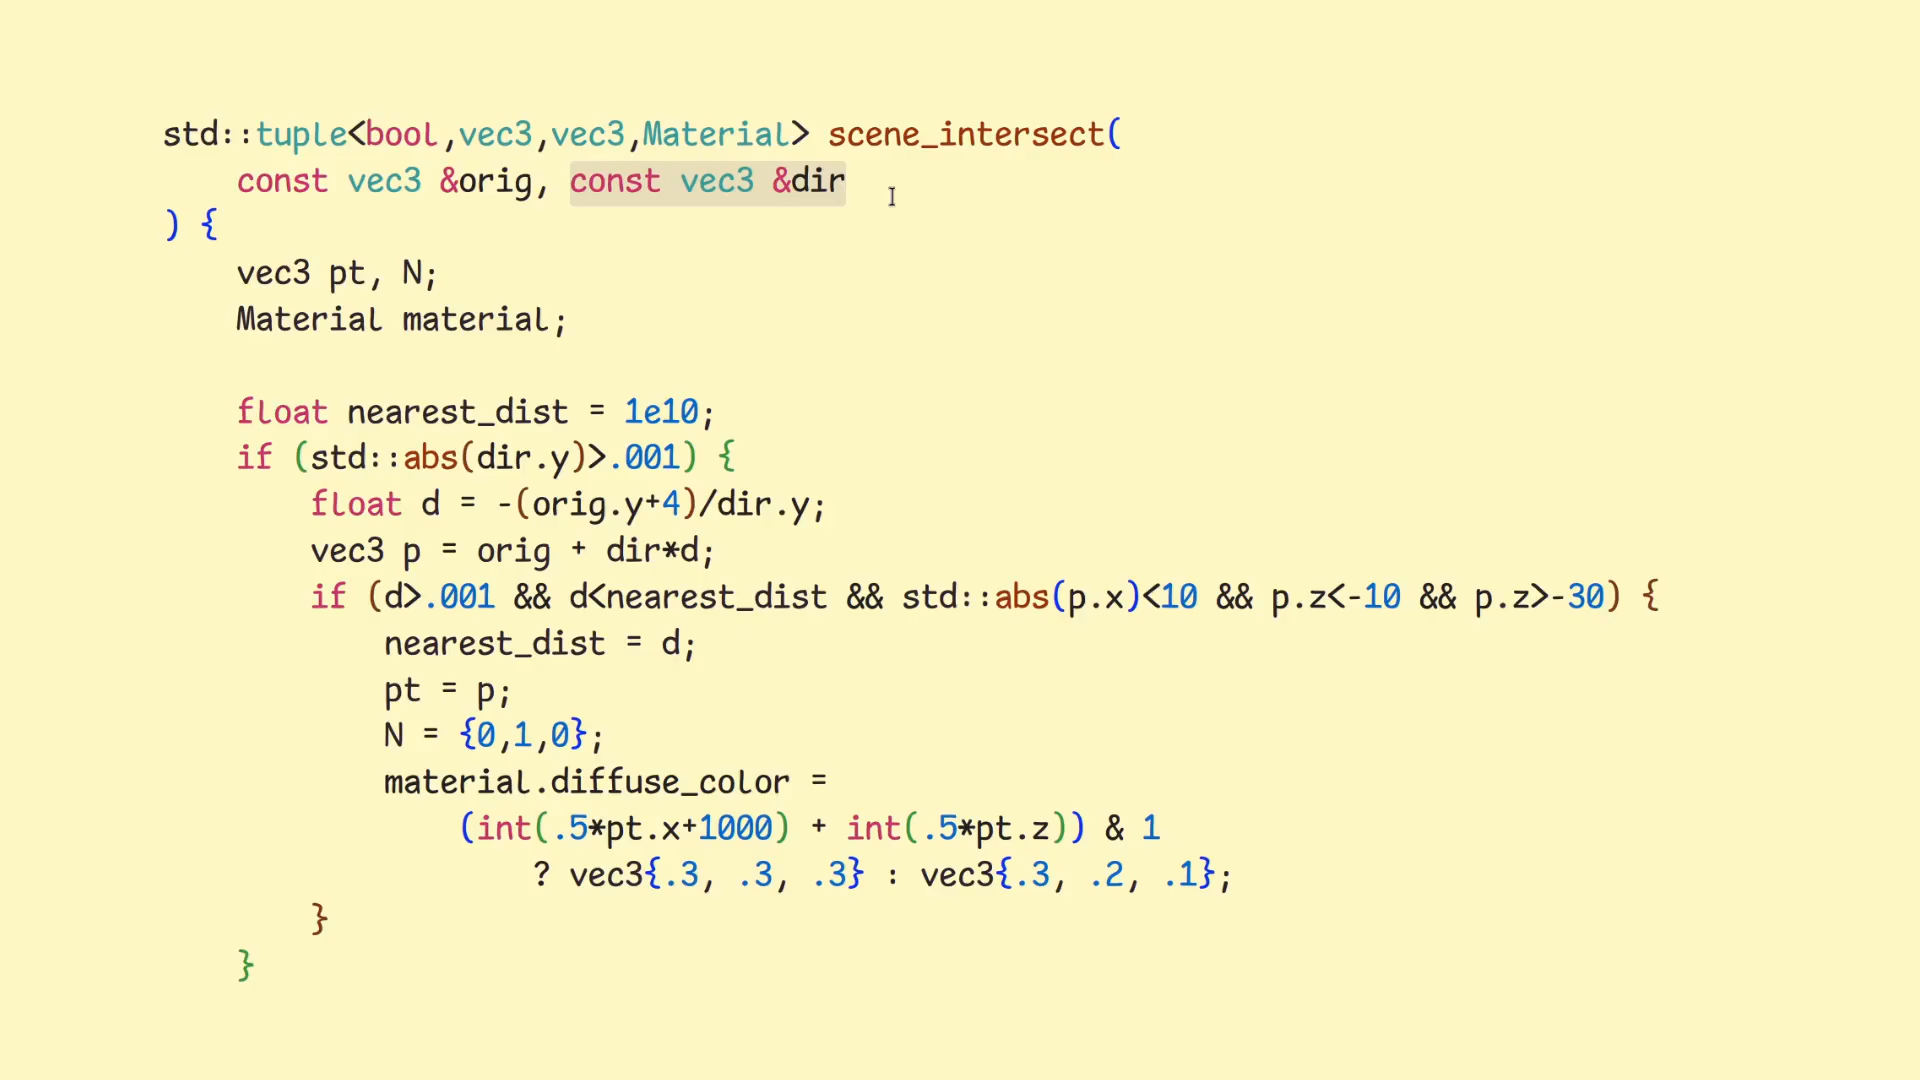 std::tuple<bool,vec3,vec3,Material> scene_intersect(
    const vec3 &orig, const vec3 &dir
) {
    vec3 pt, N;
    Material material;

    float nearest_dist = 1e10;
    if (std::abs(dir.y)>.001) {
        float d = -(orig.y+4)/dir.y;
        vec3 p = orig + dir*d;
        if (d>.001 && d<nearest_dist && std::abs(p.x)<10 && p.z<-10 && p.z>-30) {
            nearest_dist = d;
            pt = p;
            N = {0,1,0};
            material.diffuse_color =
                (int(.5*pt.x+1000) + int(.5*pt.z)) & 1
                    ? vec3{.3, .3, .3} : vec3{.3, .2, .1};
        }
    }